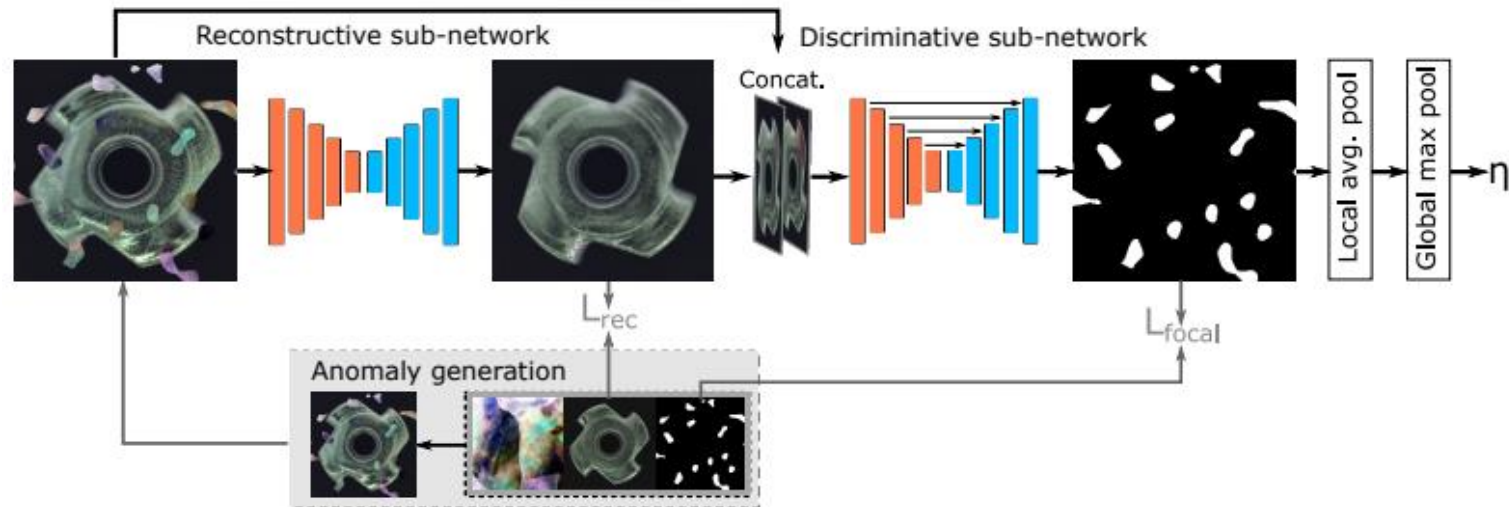 Reconstructive sub-network
Discriminative sub-network
Concat.
Local avg. pool
Global max pool
η
Lrec
Lfocal
Anomaly generation